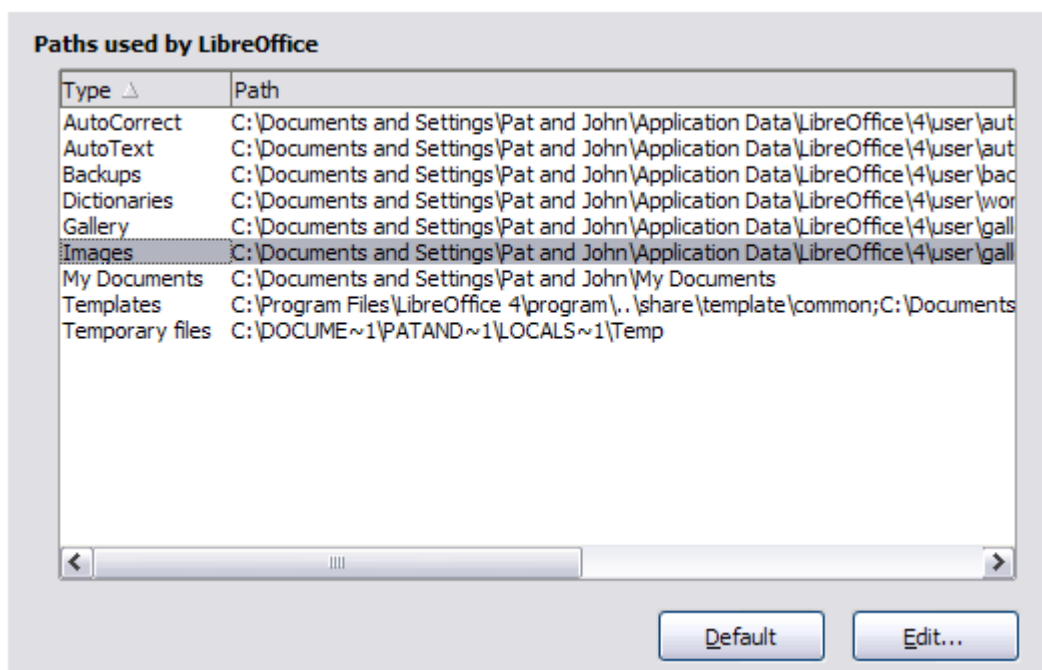 Paths used by LibreOffice
Type Path
AutoCorrect C:\Documents and Settings\Pat and John\Application Data\LibreOffice\4\user\aut
AutoText C:\Documents and Settings\Pat and John\Application Data\LibreOffice\4\user\aut
Backups C:\Documents and Settings\Pat and John\Application Data\LibreOffice\4\user\bac
Dictionaries C:\Documents and Settings\Pat and John\Application Data\LibreOffice\4\user\wor
Gallery C:\Documents and Settings\Pat and John\Application Data\LibreOffice\4\user\gall
Images C:\Documents and Settings\Pat and John\Application Data\LibreOffice\4\user\gall
My Documents C:\Documents and Settings\Pat and John\My Documents
Templates C:\Program Files\LibreOffice 4\program\..\share\template\common;C:\Documents
Temporary files C:\DOCUME~1\PATAND~1\LOCALS~1\Temp
Default Edit...